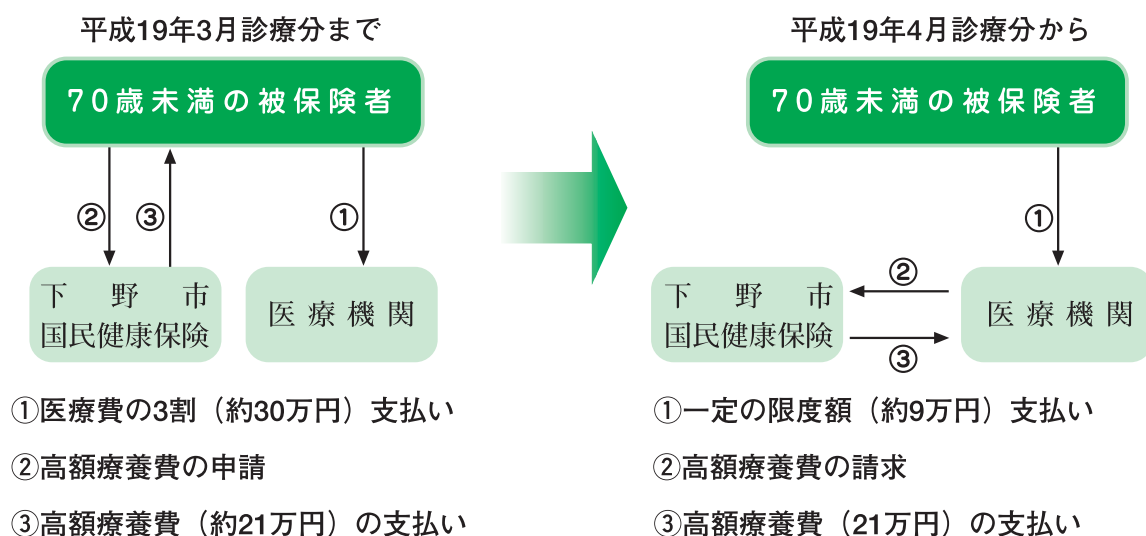 平成19年3月診療分まで
70歳未満の被保険者
②
③
①
下野市
国民健康保険
医療機関
①医療費の3割（約30万円）支払い
②高額療養費の申請
③高額療養費（約21万円）の支払い
平成19年4月診療分から
70歳未満の被保険者
①
②
③
下野市
国民健康保険
医療機関
①一定の限度額（約9万円）支払い
②高額療養費の請求
③高額療養費（21万円）の支払い